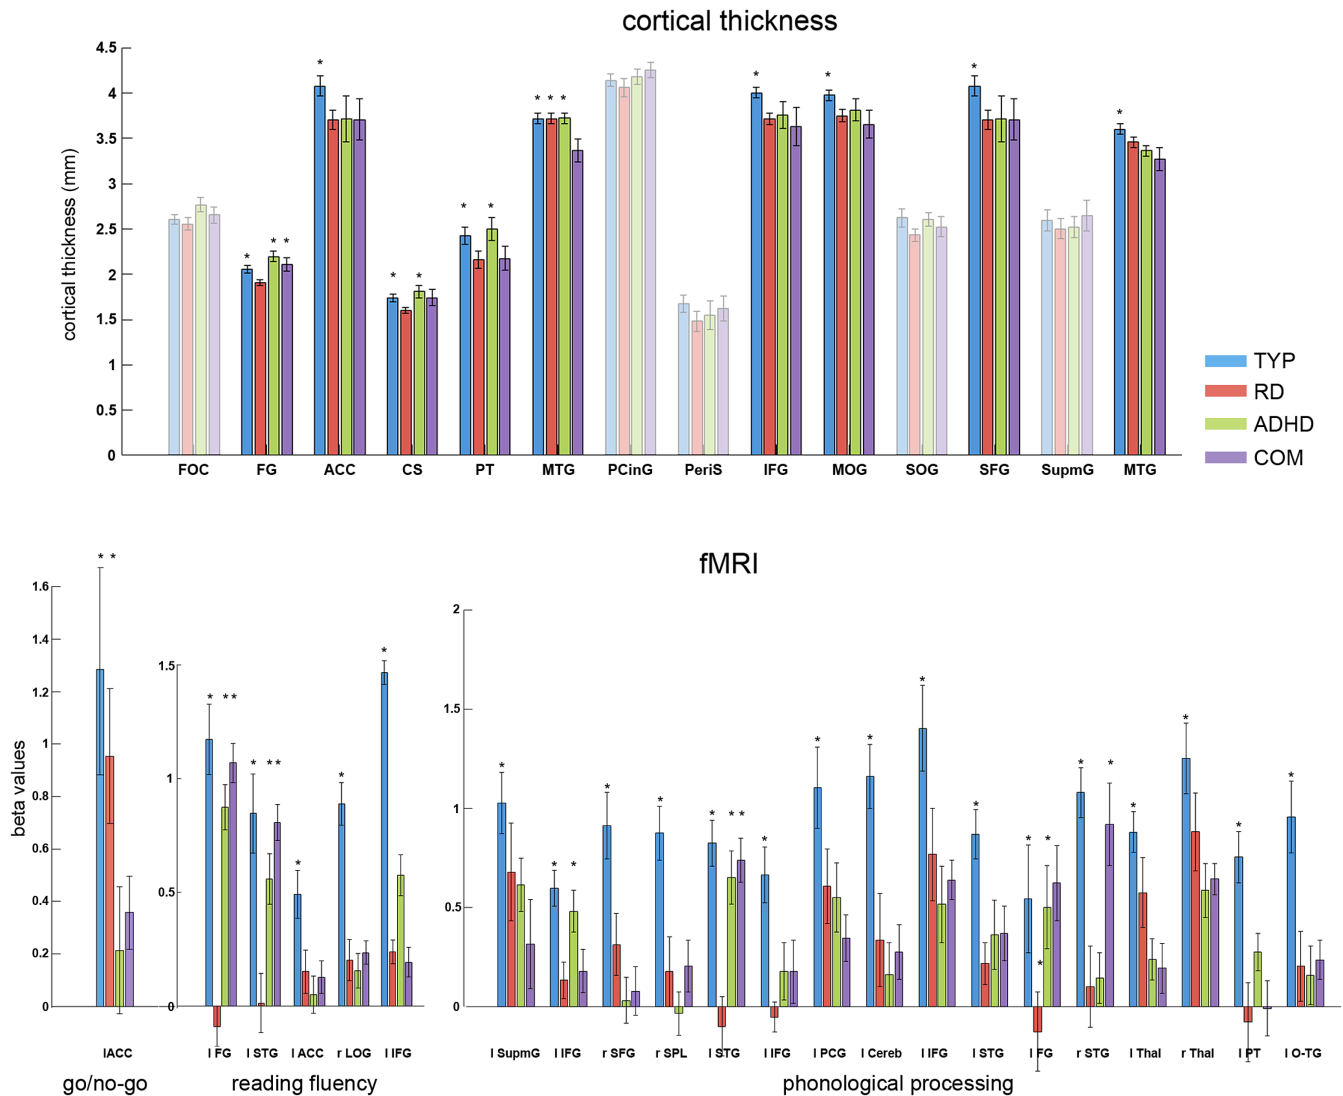 cortical thickness
4.5
4
3.5
3
2.5
2
1.5
1
0.5
0
cortical thickness (mm)
* * * * * * * * * * * * * * * *
FOC FG ACC CS PT MTG PCinG PeriS IFG MOG SOG SFG SupmG MTG
TYP
RD
ADHD
COM
fMRI
beta values
1.6
1.4
1.2
1
0.8
0.6
0.4
0.2
0
* *
lACC
go/no-go
1.5
1
0.5
0
* ** * ** * * *
l FG l STG l ACC r LOG l IFG
reading fluency
2
1.5
1
0.5
0
* * * * * * * * * * * * * * * * * * * * * * *
l SupmG l IFG r SFG r SPL l STG l IFG l PCG l Cereb l IFG l STG l FG r STG l Thal r Thal l PT l O-TG
phonological processing